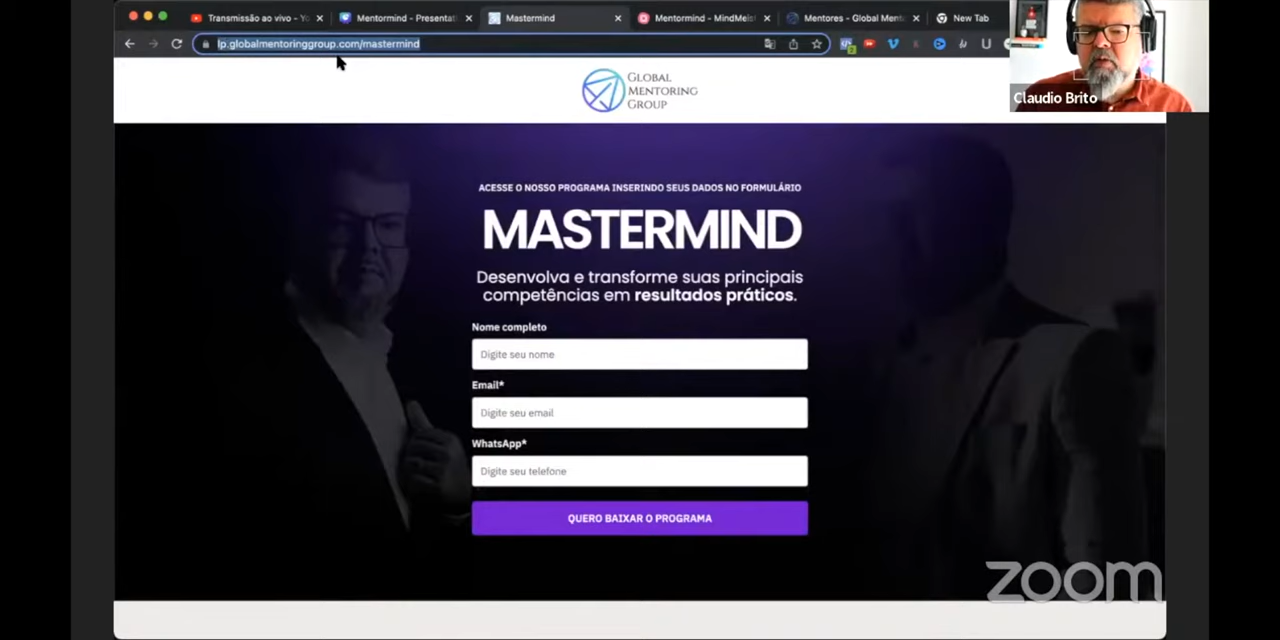 Transmissão ao vivo - Yo
Mentormind - Presentat
Mastermind
Mentormind - MindMeis
Mentores - Global Ment
New Tab
lp.globalmentoringgroup.com/mastermind
Claudio Brito
GLOBAL
MENTORING
GROUP
ACESSE O NOSSO PROGRAMA INSERINDO SEUS DADOS NO FORMULÁRIO
MASTERMIND
Desenvolva e transforme suas principais
competências em resultados práticos.
Nome completo
Digite seu nome
Email*
Digite seu email
WhatsApp*
Digite seu telefone
QUERO BAIXAR O PROGRAMA
zoom